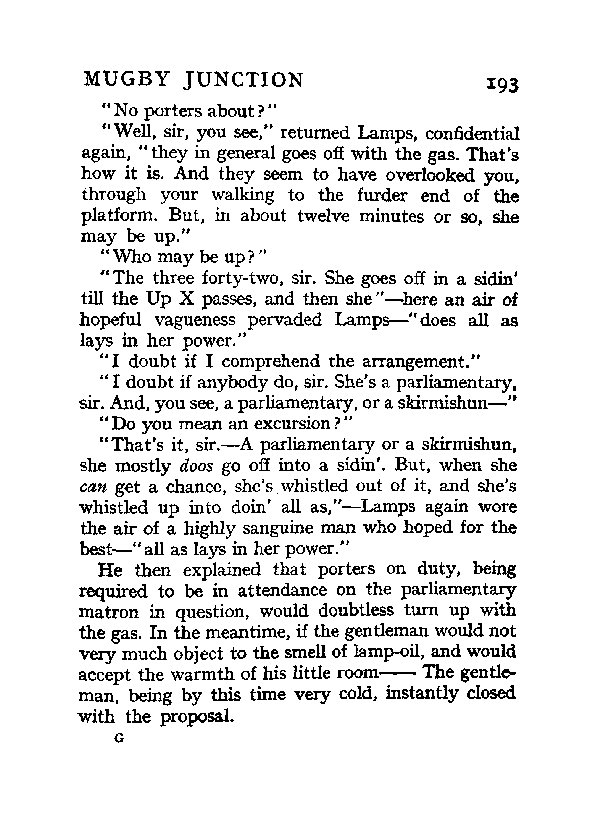 MUGBY JUNCTION 193
"No porters about?"
"Well, sir, you see," returned Lamps, confidential
again, "they in general goes off with the gas. That's
how it is. And they seem to have overlooked you,
through your walking to the furder end of the
platform. But, in about twelve minutes or so, she
may be up."
"Who may be up?"
"The three forty-two, sir. She goes off in a sidin'
till the Up X passes, and then she"—here an air of
hopeful vagueness pervaded Lamps—"does all as
lays in her power."
"I doubt if I comprehend the arrangement."
"I doubt if anybody do, sir. She's a parliamentary,
sir. And, you see, a parliamentary, or a skirmishun—"
"Do you mean an excursion?"
"That's it, sir.—A parliamentary or a skirmishun,
she mostly doos go off into a sidin'. But, when she
can get a chance, she's whistled out of it, and she's
whistled up into doin' all as,"—Lamps again wore
the air of a highly sanguine man who hoped for the
best—"all as lays in her power."
He then explained that porters on duty, being
required to be in attendance on the parliamentary
matron in question, would doubtless turn up with
the gas. In the meantime, if the gentleman would not
very much object to the smell of lamp-oil, and would
accept the warmth of his little room—— The gentle-
man, being by this time very cold, instantly closed
with the proposal.
G